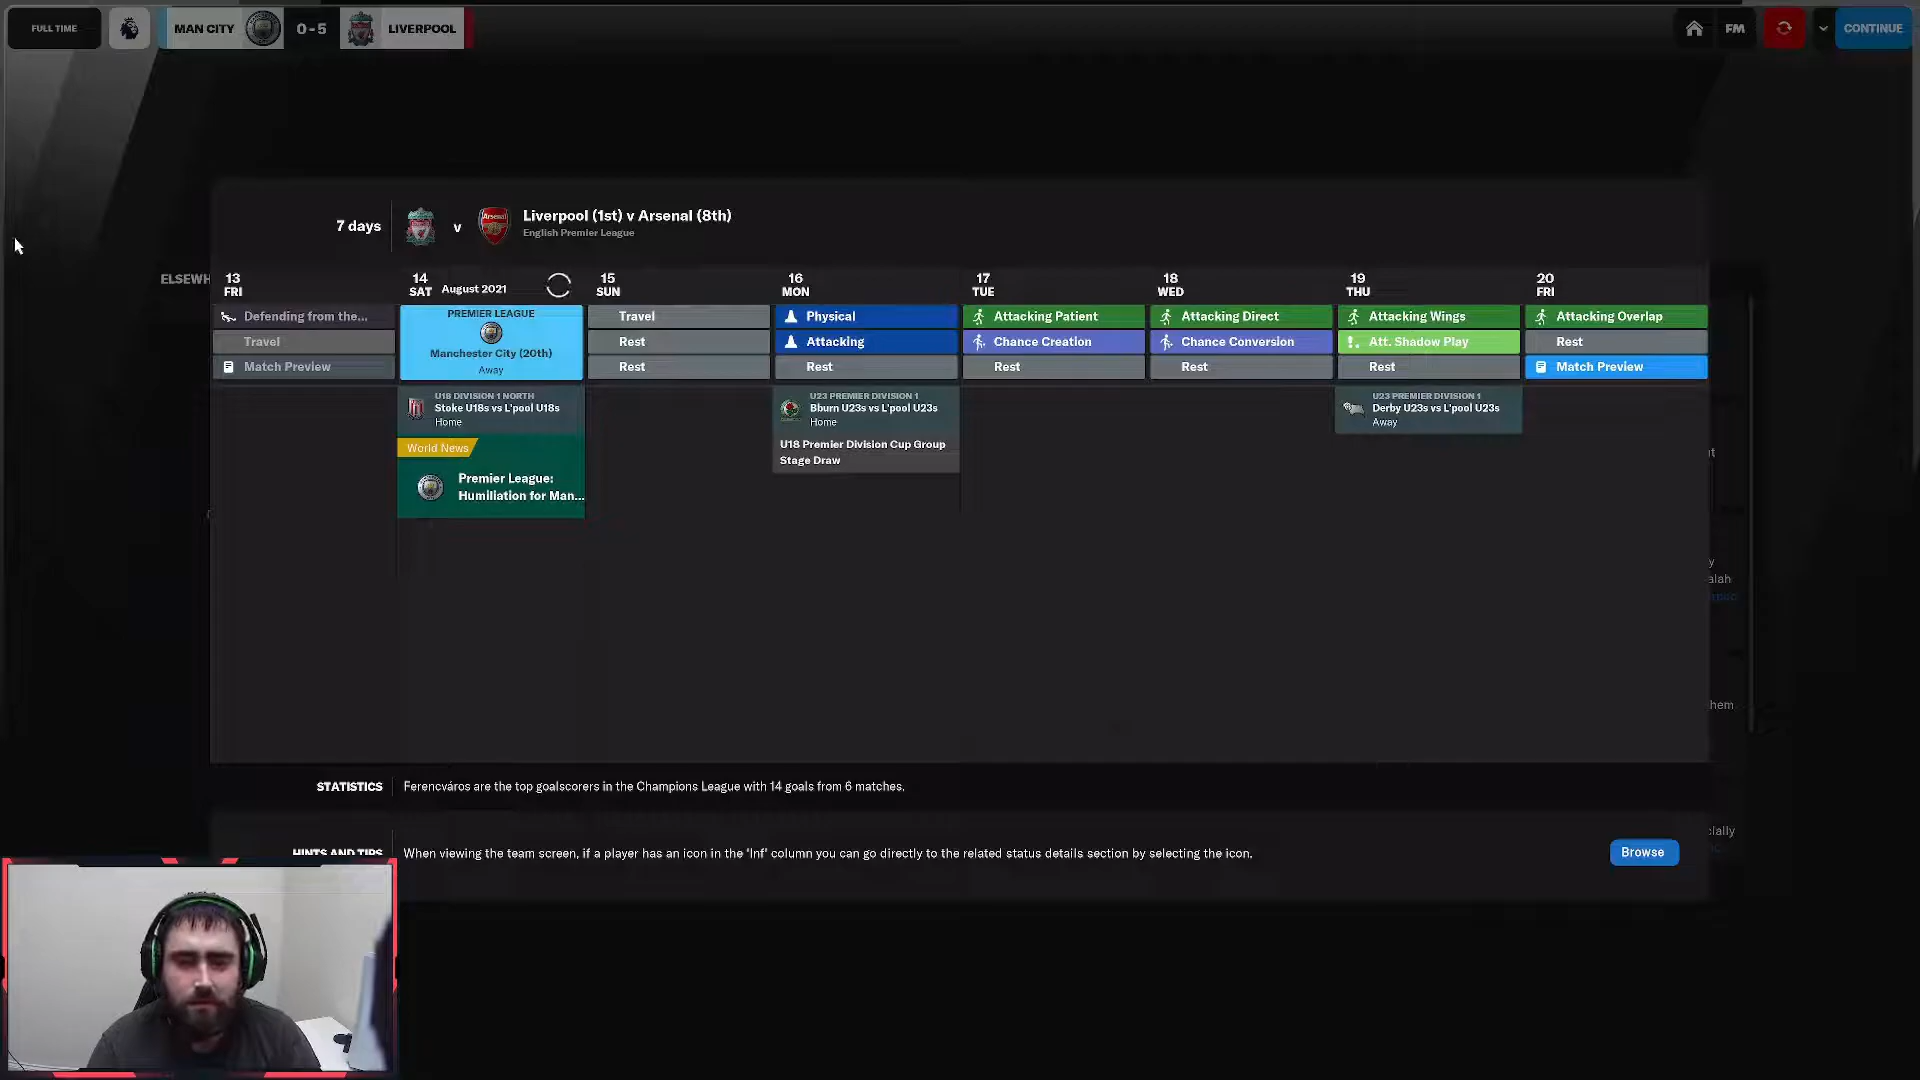 FULL TIME
MAN CITY
0 - 5
LIVERPOOL
FM
CONTINUE
7 days
v
Liverpool (1st) v Arsenal (8th)
English Premier League
ELSEWH
13
FRI
14
SAT August 2021
15
SUN
16
MON
17
TUE
18
WED
19
THU
20
FRI
Defending from the...
Travel
Match Preview
PREMIER LEAGUE
Manchester City (20th)
Away
Travel
Rest
Rest
Physical
Attacking
Rest
Attacking Patient
Chance Creation
Rest
Attacking Direct
Chance Conversion
Rest
Attacking Wings
Att. Shadow Play
Rest
Attacking Overlap
Rest
Match Preview
U18 DIVISION 1 NORTH
Stoke U18s vs L'pool U18s
Home
World News
Premier League:
Humiliation for Man...
U23 PREMIER DIVISION 1
Bburn U23s vs L'pool U23s
Home
U18 Premier Division Cup Group
Stage Draw
U23 PREMIER DIVISION 1
Derby U23s vs L'pool U23s
Away
alah
hem
STATISTICS
Ferencváros are the top goalscorers in the Champions League with 14 goals from 6 matches.
HINTS AND TIPS
When viewing the team screen, if a player has an icon in the 'Inf' column you can go directly to the related status details section by selecting the icon.
Browse